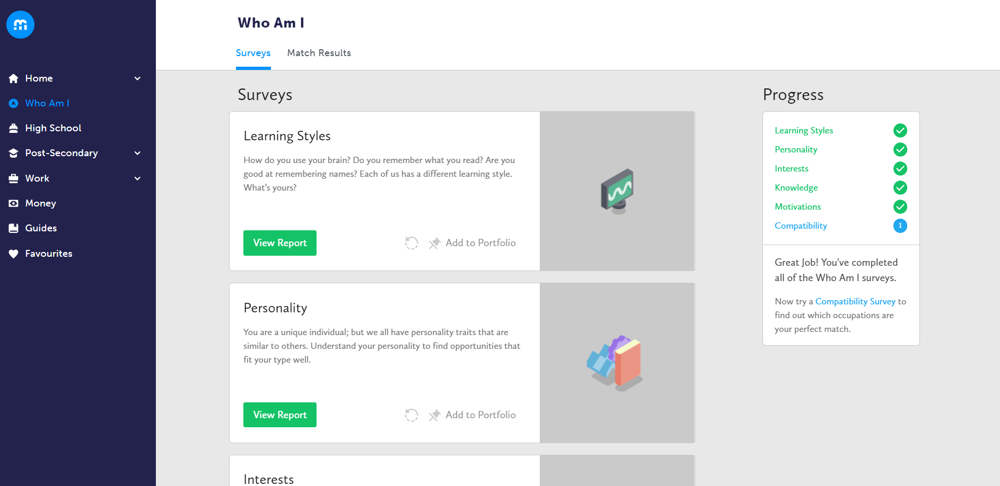 m
Home
Who Am I
High School
Post-Secondary
Work
Money
Guides
Favourites
Who Am I
Surveys
Match Results
Surveys
Learning Styles
How do you use your brain? Do you remember what you read? Are you
good at remembering names? Each of us has a different learning style.
What’s yours?
View Report
Add to Portfolio
Personality
You are a unique individual; but we all have personality traits that are
similar to others. Understand your personality to find opportunities that
fit your type well.
View Report
Add to Portfolio
Interests
Progress
Learning Styles
Personality
Interests
Knowledge
Motivations
Compatibility
1
Great Job! You've completed
all of the Who Am I surveys.
Now try a Compatibility Survey to
find out which occupations are
your perfect match.